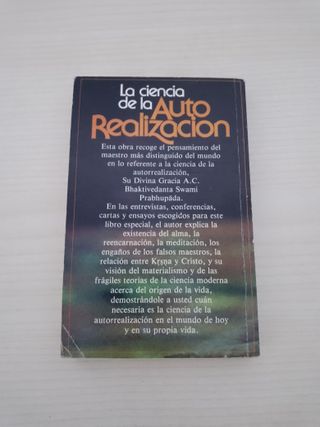 La ciencia
de la Auto
Realización
Esta obra recoge el pensamiento del
maestro más distinguido del mundo
en lo referente a la ciencia de la
autorrealización,
Su Divina Gracia A.C.
Bhaktivedanta Swami
Prabhupāda.
En las entrevistas, conferencias,
cartas y ensayos escogidos para este
libro especial, el autor explica la
existencia del alma, la
reencarnación, la meditación, los
engaños de los falsos maestros, la
relación entre Kṛṣṇa y Cristo, y su
visión del materialismo y de las
frágiles teorías de la ciencia moderna
acerca del origen de la vida,
demostrándole a usted cuán
necesaria es la ciencia de la
autorrealización en el mundo de hoy
y en su propia vida.